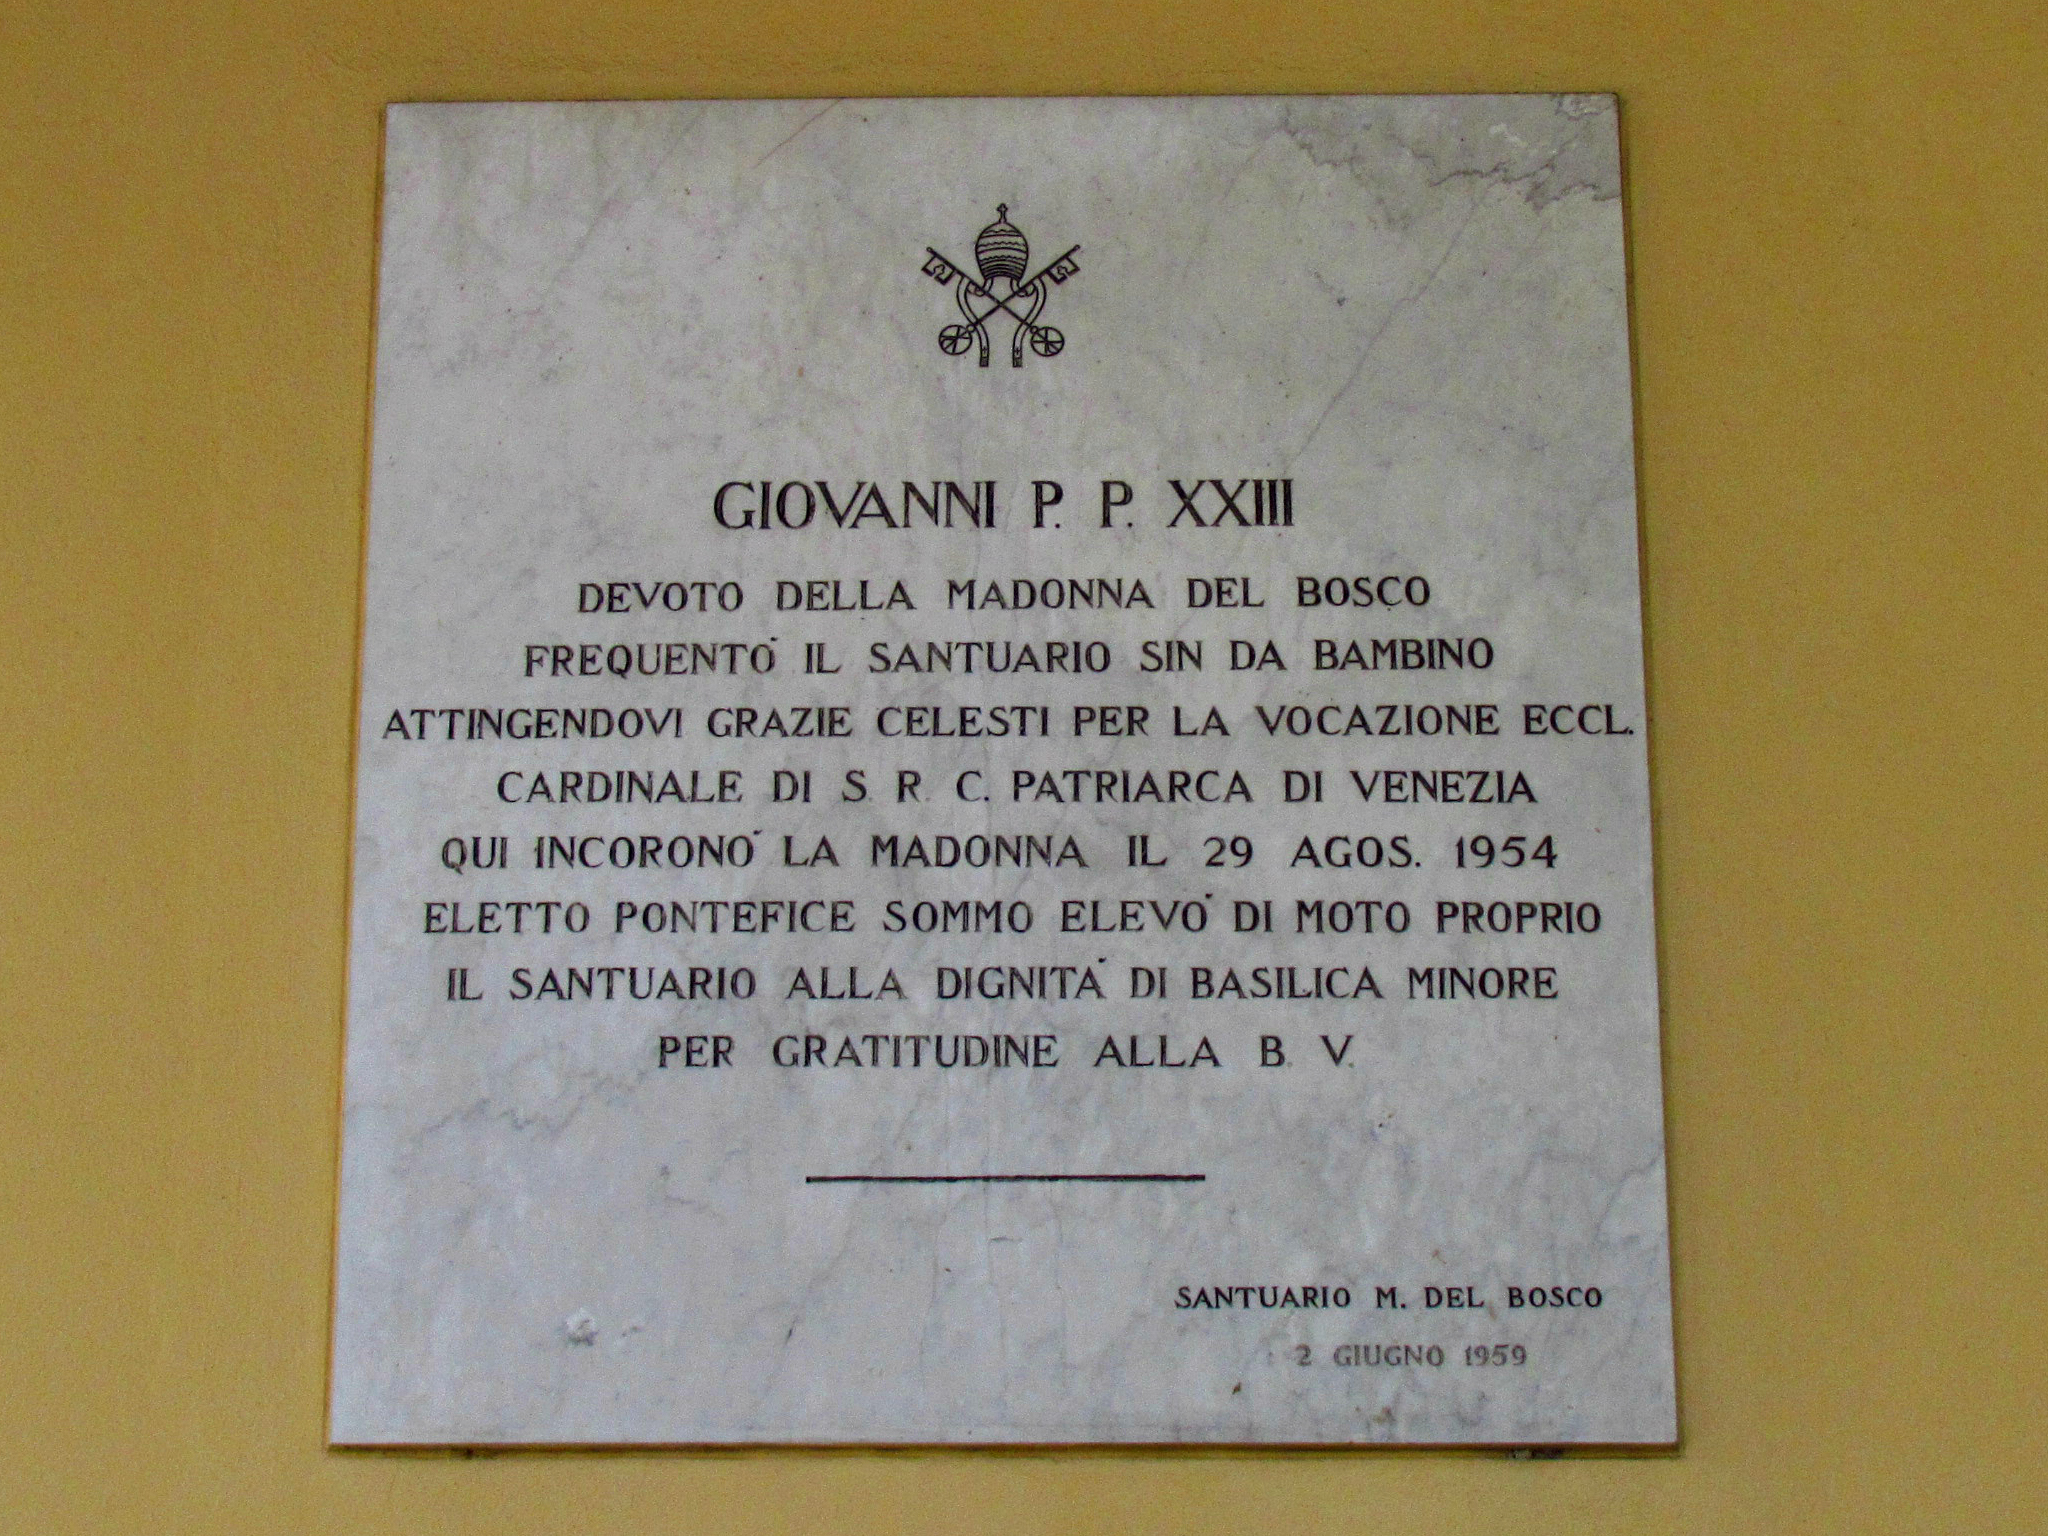 GIOVANNI P. P. XXIII
DEVOTO DELLA MADONNA DEL BOSCO
FREQUENTÒ IL SANTUARIO SIN DA BAMBINO
ATTINGENDOVI GRAZIE CELESTI PER LA VOCAZIONE ECCL.
CARDINALE DI S. R. C. PATRIARCA DI VENEZIA
QUI INCORONÒ LA MADONNA IL 29 AGOS. 1954
ELETTO PONTEFICE SOMMO ELEVÒ DI MOTO PROPRIO
IL SANTUARIO ALLA DIGNITÀ DI BASILICA MINORE
PER GRATITUDINE ALLA B. V.
SANTUARIO M. DEL BOSCO
2 GIUGNO 1959